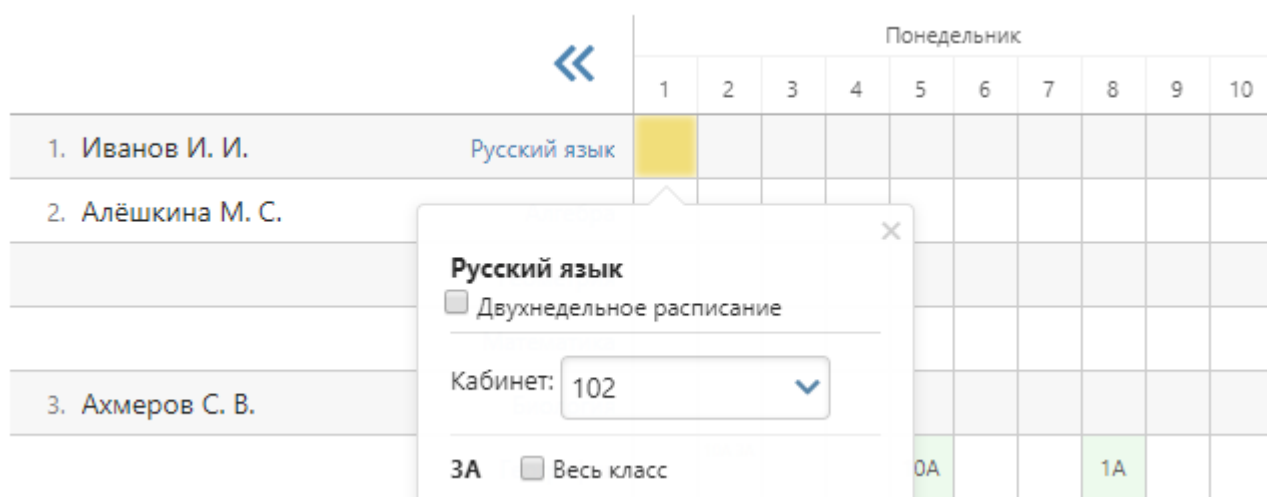 Понедельник
1 2 3 4 5 6 7 8 9 10
1. Иванов И. И. Русский язык
2. Алёшкина М. С.
Русский язык
Двухнедельное расписание
Кабинет: 102
3. Ахмеров С. В.
3А Весь класс
0А 1А